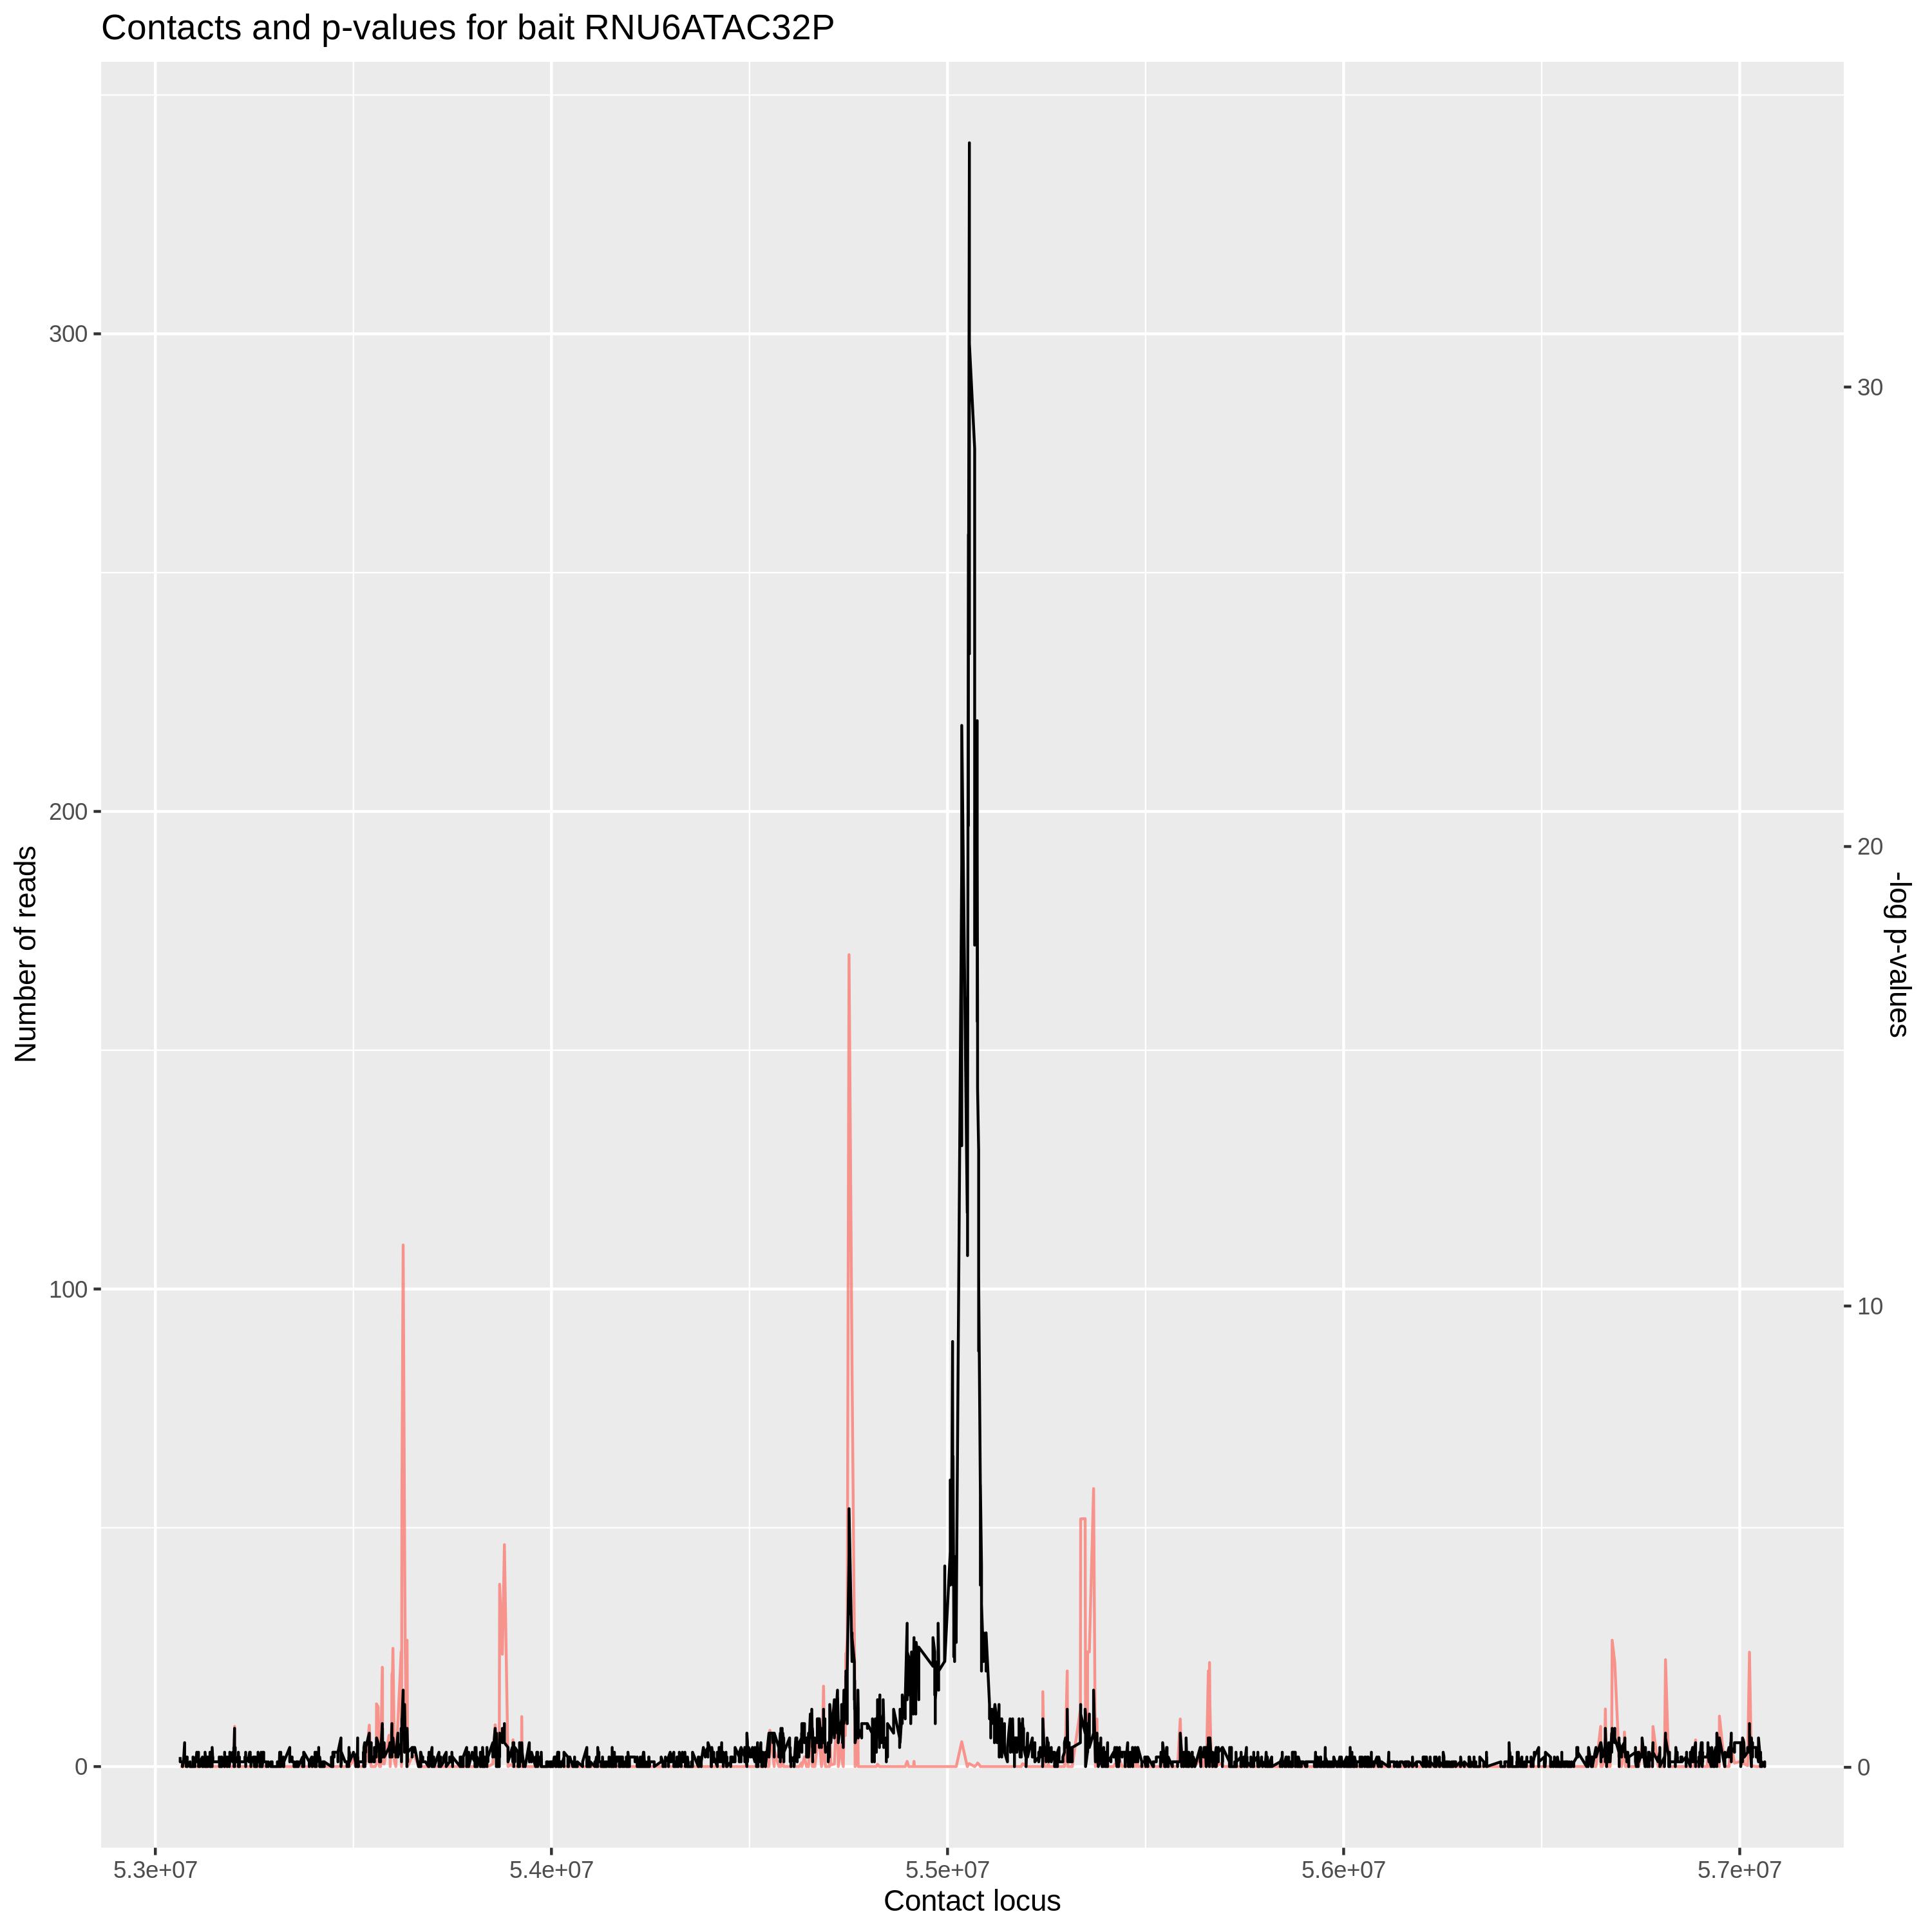 Contacts and p-values for bait RNU6ATAC32P
300
200
100
0
Number of reads
30
20
10
0
-log p-values
5.3e+07
5.4e+07
5.5e+07
5.6e+07
5.7e+07
Contact locus